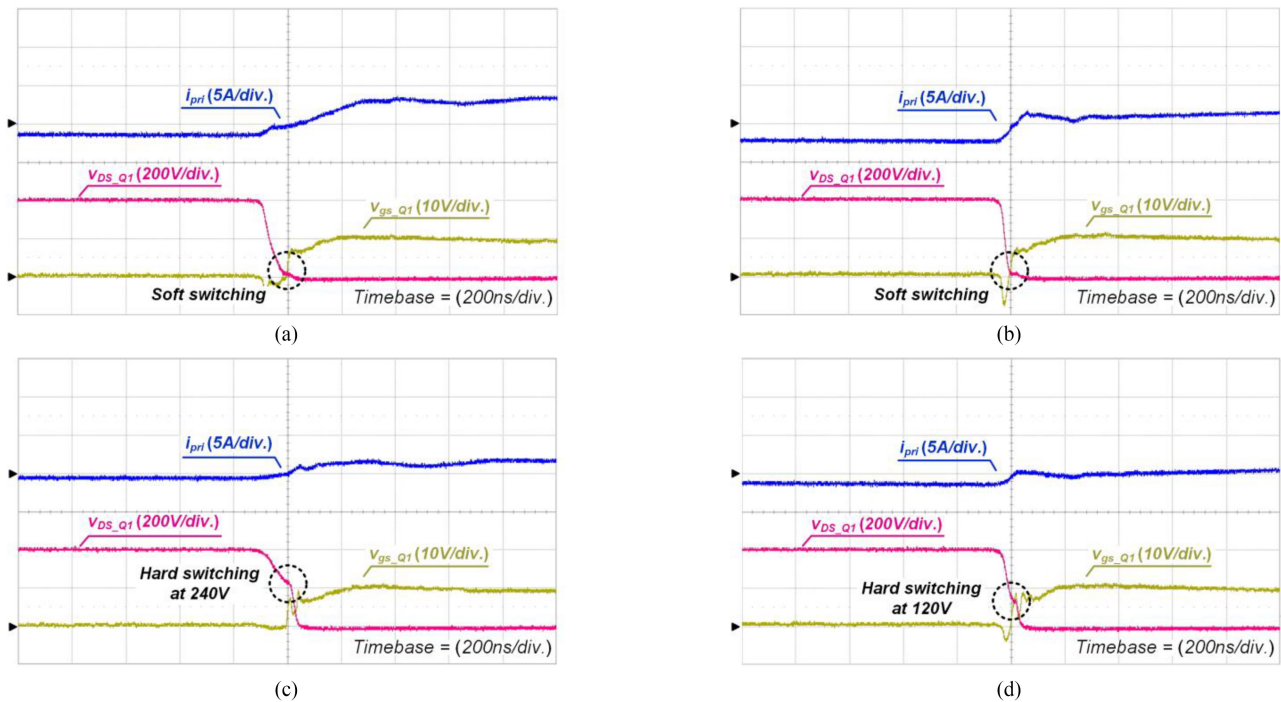 i_pri (5A/div.)
v_DS_Q1 (200V/div.)
v_gs_Q1 (10V/div.)
Soft switching
Timebase = (200ns/div.)
(a)
i_pri (5A/div.)
v_DS_Q1 (200V/div.)
v_gs_Q1 (10V/div.)
Soft switching
Timebase = (200ns/div.)
(b)
i_pri (5A/div.)
v_DS_Q1 (200V/div.)
v_gs_Q1 (10V/div.)
Hard switching
at 240V
Timebase = (200ns/div.)
(c)
i_pri (5A/div.)
v_DS_Q1 (200V/div.)
v_gs_Q1 (10V/div.)
Hard switching
at 120V
Timebase = (200ns/div.)
(d)